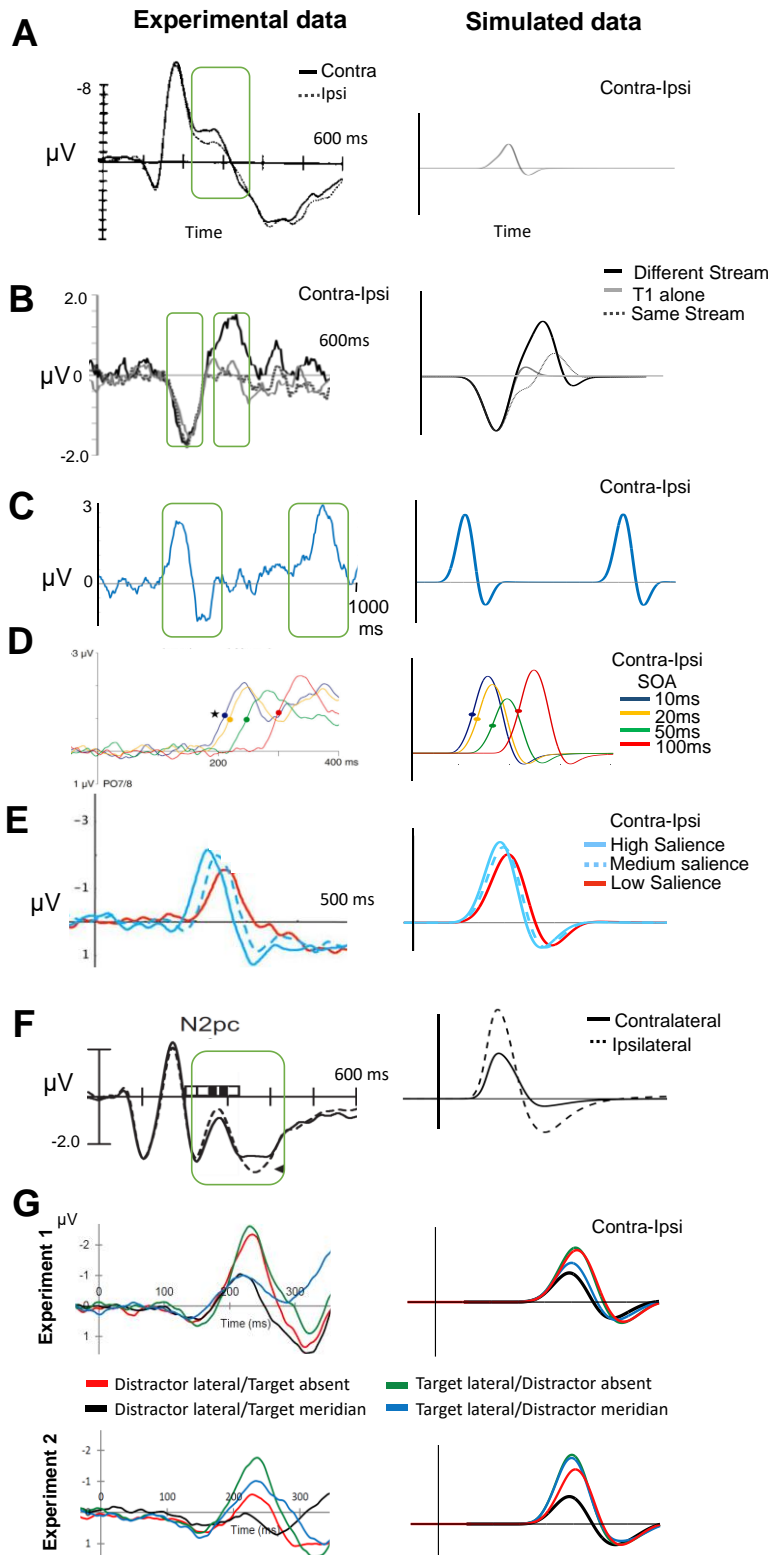 Experimental data
Simulated data
A
-8
Contra
Ipsi
600 ms
µV
Time
Contra-Ipsi
Time
B
2.0
Contra-Ipsi
600ms
µV 0
-2.0
Different Stream
T1 alone
Same Stream
C
3
µV
0
1000
ms
Contra-Ipsi
D
-3 µV
★
200
400 ms
1 µV PO7/8
Contra-Ipsi
SOA
10ms
20ms
50ms
100ms
E
-3
-1
µV
1
500 ms
Contra-Ipsi
High Salience
Medium salience
Low Salience
F
N2pc
µV
600 ms
-2.0
Contralateral
Ipsilateral
G
µV
Experiment 1
-2
-1
0
100
200
300
Time (ms)
1
Contra-Ipsi
Distractor lateral/Target absent
Target lateral/Distractor absent
Distractor lateral/Target meridian
Target lateral/Distractor meridian
Experiment 2
-2
-1
0
100
200
300
Time (ms)
1